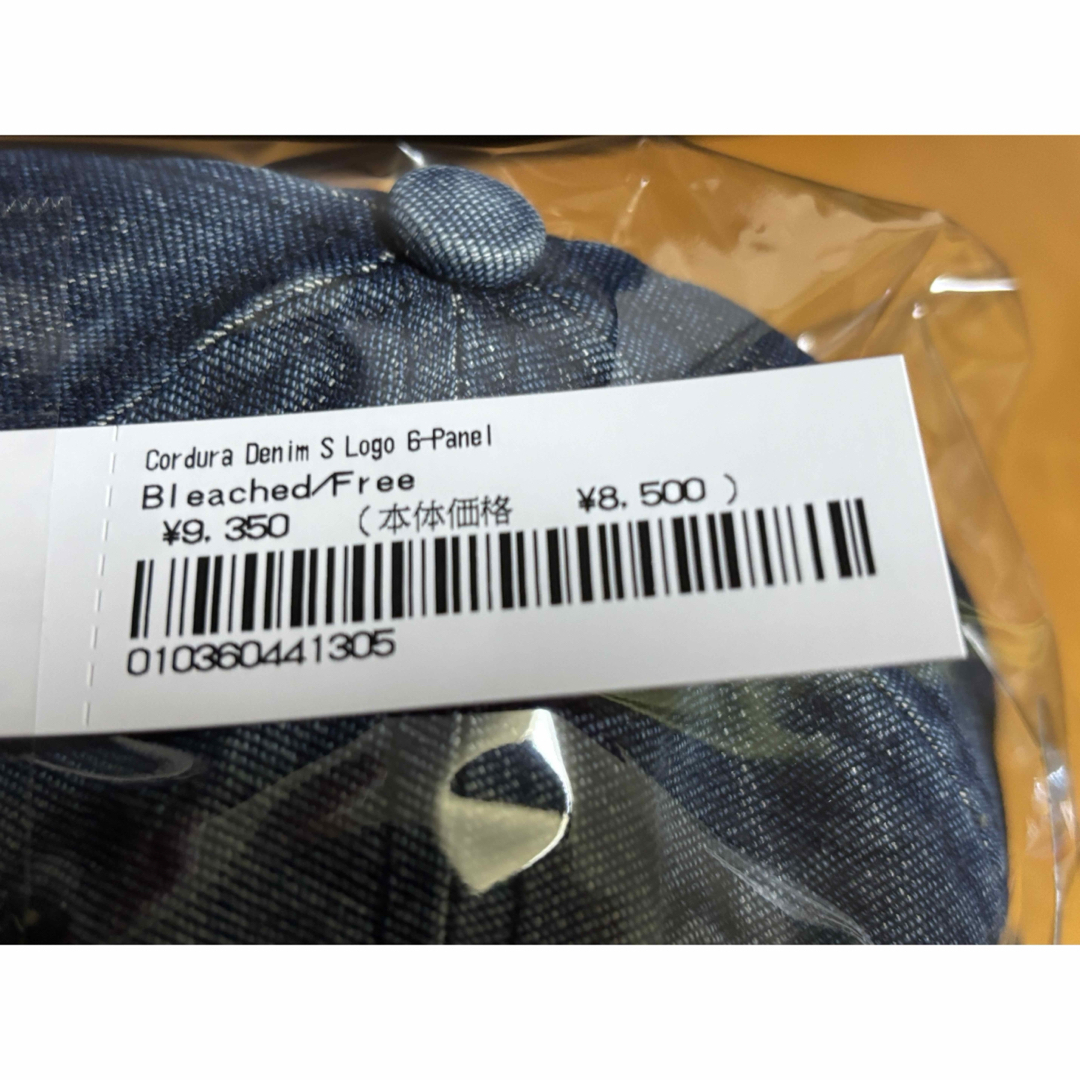 Cordura Denim S Logo 6-Panel
Bleached/Free
¥9,350 (本体価格 ¥8,500 )
010360441305